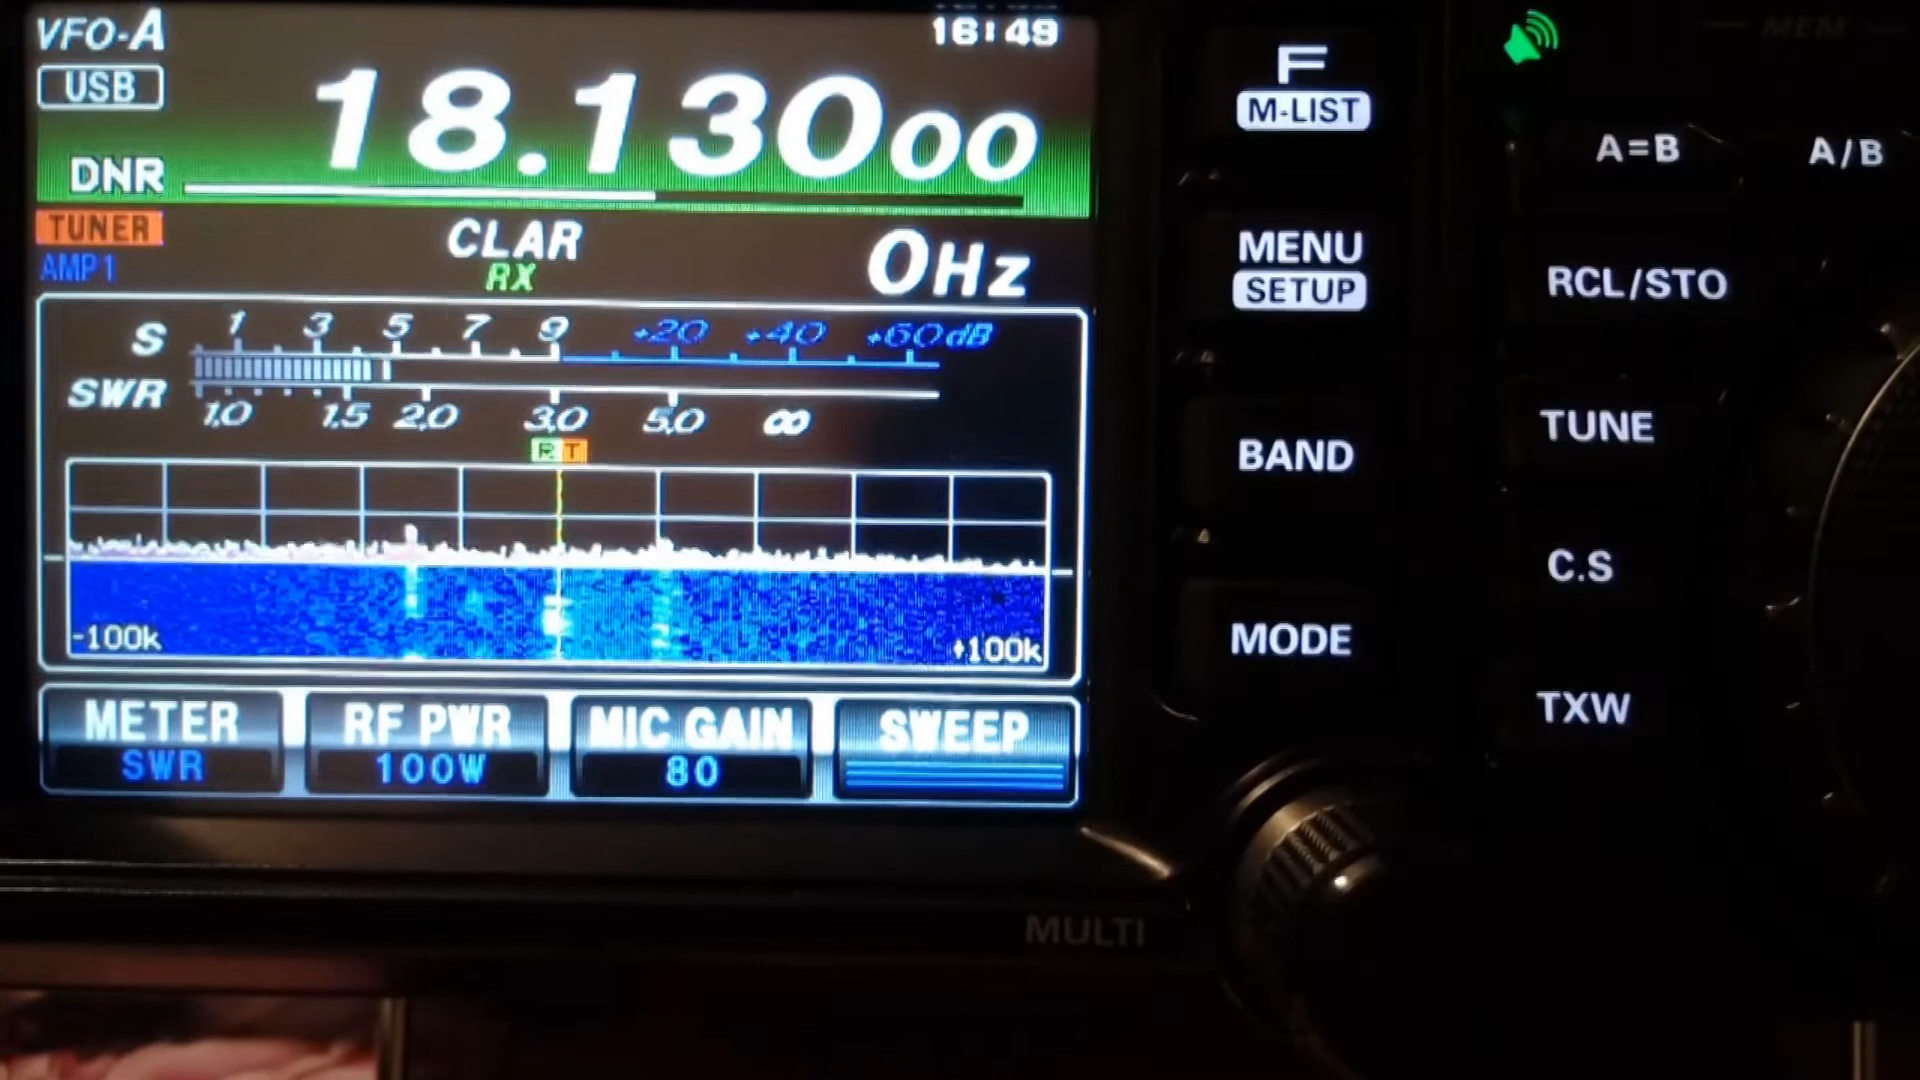 VFO-A 16:49
USB
18.13000
DNR
TUNER
AMP1
CLAR
RX
0Hz
S 1 3 5 7 9 +20 +40 +60dB
SWR 1.0 1.5 2.0 3.0 5.0 ∞
R T
-100k +100k
METER
SWR
RF PWR
100W
MIC GAIN
80
SWEEP
MULTI
F
M-LIST
MENU
SETUP
BAND
MODE
MEM
A=B A/B
RCL/STO
TUNE
C.S
TXW